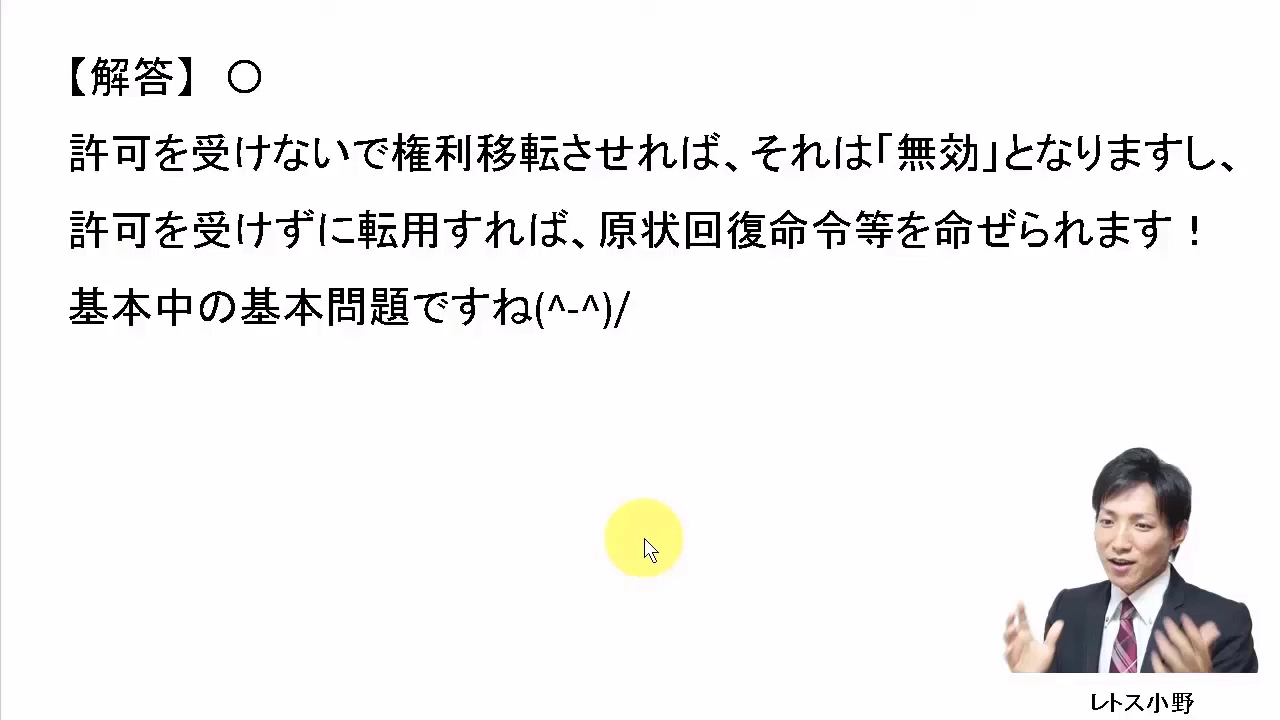 【解答】 ○
許可を受けないで権利移転させれば、それは「無効」となりますし、
許可を受けずに転用すれば、原状回復命令等を命ぜられます！
基本中の基本問題ですね(^-^)/
レトス小野